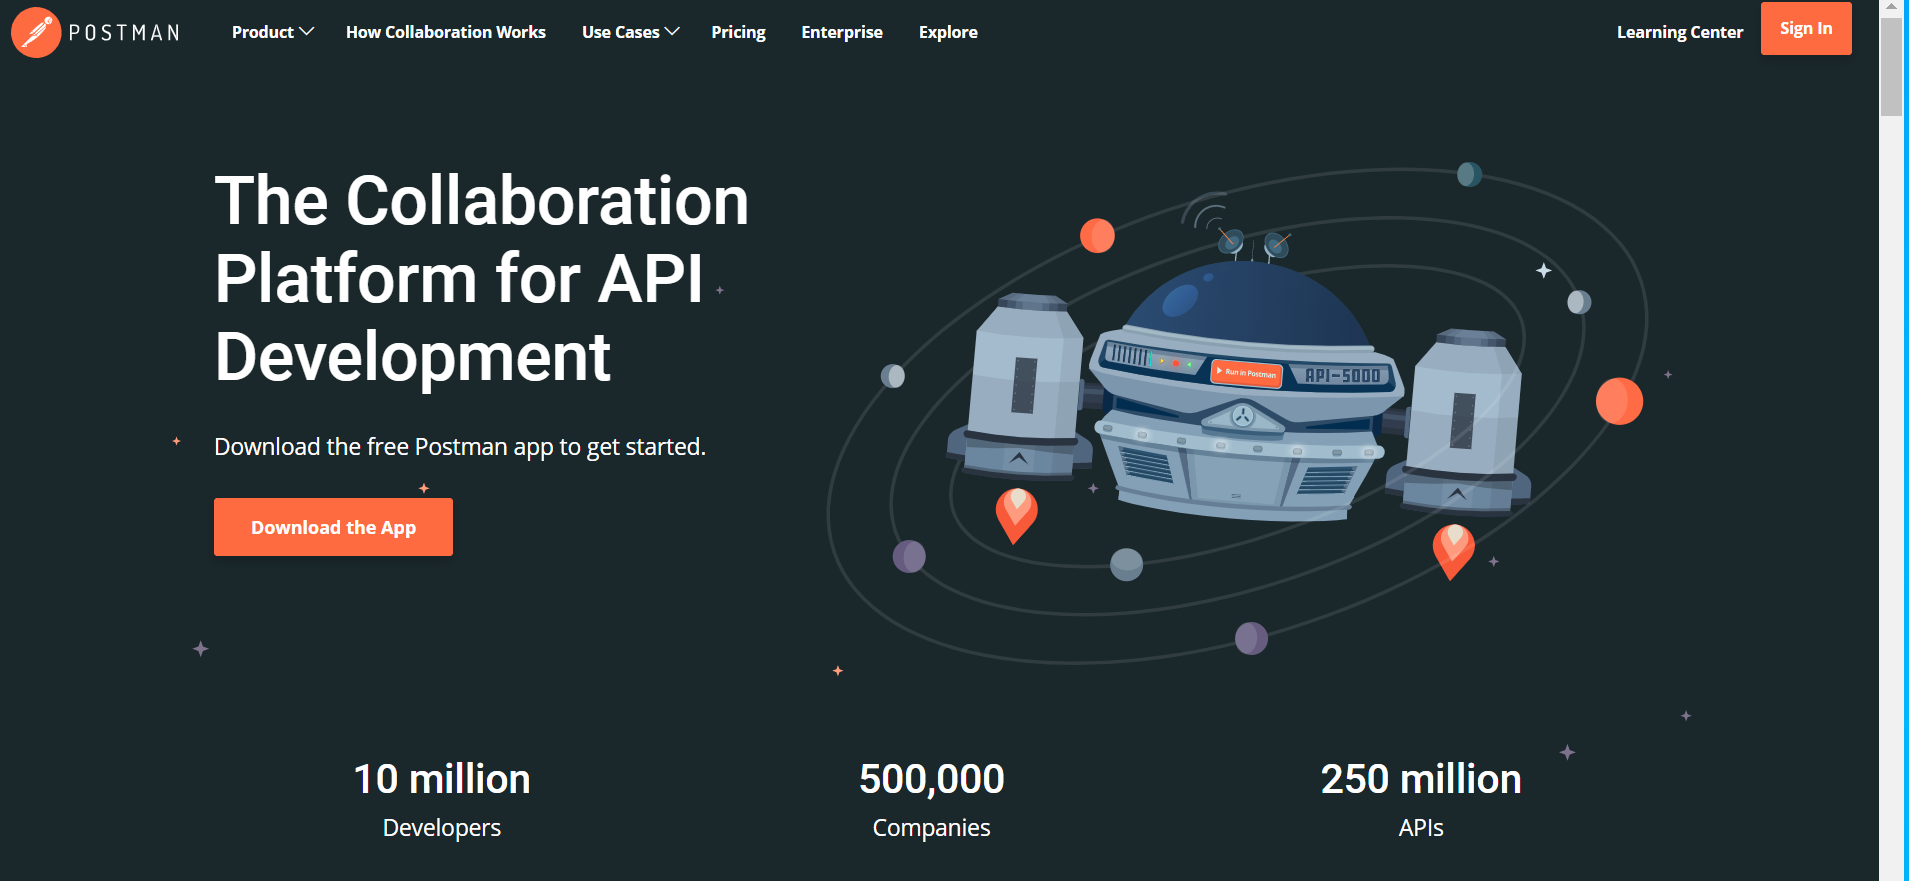 POSTMAN
Product
How Collaboration Works
Use Cases
Pricing
Enterprise
Explore
Learning Center
Sign In
The Collaboration
Platform for API
Development
Download the free Postman app to get started.
Download the App
Run in Postman
API-5000
10 million
Developers
500,000
Companies
250 million
APIs